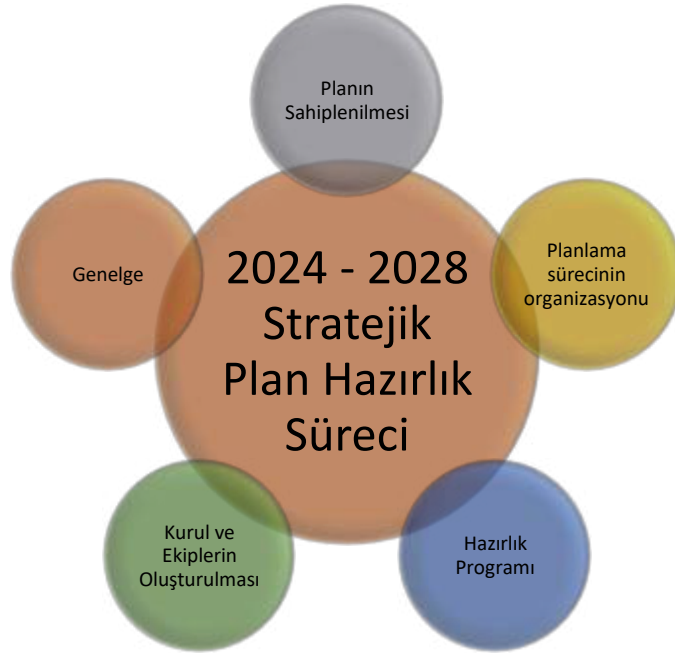 Planın
Sahiplenilmesi
Genelge
2024 - 2028
Stratejik
Plan Hazırlık
Süreci
Planlama
sürecinin
organizasyonu
Kurul ve
Ekiplerin
Oluşturulması
Hazırlık
Programı